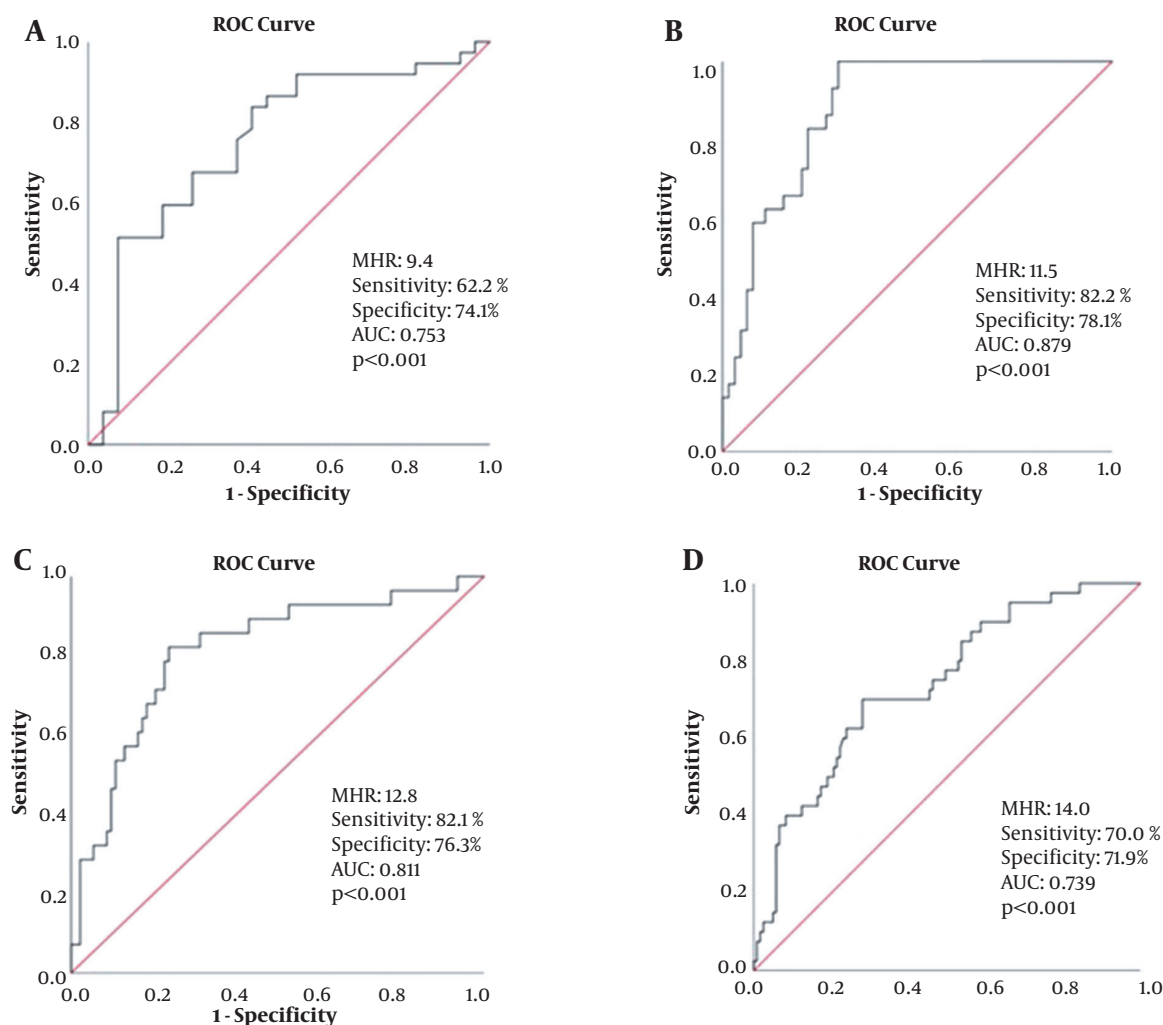 A
ROC Curve
1.0
0.8
0.6
0.4
0.2
0.0
Sensitivity
MHR: 9.4
Sensitivity: 62.2 %
Specificity: 74.1%
AUC: 0.753
p<0.001
0.0 0.2 0.4 0.6 0.8 1.0
1 - Specificity
B
ROC Curve
1.0
0.8
0.6
0.4
0.2
0.0
Sensitivity
MHR: 11.5
Sensitivity: 82.2 %
Specificity: 78.1%
AUC: 0.879
p<0.001
0.0 0.2 0.4 0.6 0.8 1.0
1 - Specificity
C
ROC Curve
1.0
0.8
0.6
0.4
0.2
0.0
Sensitivity
MHR: 12.8
Sensitivity: 82.1 %
Specificity: 76.3%
AUC: 0.811
p<0.001
0.0 0.2 0.4 0.6 0.8 1.0
1 - Specificity
D
ROC Curve
1.0
0.8
0.6
0.4
0.2
0.0
Sensitivity
MHR: 14.0
Sensitivity: 70.0 %
Specificity: 71.9%
AUC: 0.739
p<0.001
0.0 0.2 0.4 0.6 0.8 1.0